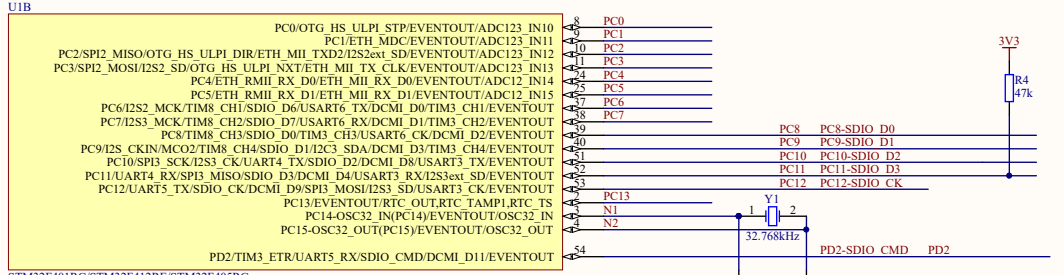 U1B
PC0/OTG_HS_ULPI_STP/EVENTOUT/ADC123_IN10 8 PC0
PC1/ETH_MDC/EVENTOUT/ADC123_IN11 9 PC1
PC2/SPI2_MISO/OTG_HS_ULPI_DIR/ETH_MII_TXD2/I2S2ext_SD/EVENTOUT/ADC123_IN12 10 PC2
PC3/SPI2_MOSI/I2S2_SD/OTG_HS_ULPI_NXT/ETH_MII_TX_CLK/EVENTOUT/ADC123_IN13 11 PC3
3V3
PC4/ETH_RMII_RX_D0/ETH_MII_RX_D0/EVENTOUT/ADC12_IN14 24 PC4
R4
PC5/ETH_RMII_RX_D1/ETH_MII_RX_D1/EVENTOUT/ADC12_IN15 25 PC5
47k
PC6/I2S2_MCK/TIM8_CH1/SDIO_D6/USART6_TX/DCMI_D0/TIM3_CH1/EVENTOUT 37 PC6
PC7/I2S3_MCK/TIM8_CH2/SDIO_D7/USART6_RX/DCMI_D1/TIM3_CH2/EVENTOUT 38 PC7
PC8/TIM8_CH3/SDIO_D0/TIM3_CH3/USART6_CK/DCMI_D2/EVENTOUT 39 PC8 PC8-SDIO_D0
PC9/I2S_CKIN/MCO2/TIM8_CH4/SDIO_D1/I2C3_SDA/DCMI_D3/TIM3_CH4/EVENTOUT 40 PC9 PC9-SDIO_D1
PC10/SPI3_SCK/I2S3_CK/UART4_TX/SDIO_D2/DCMI_D8/USART3_TX/EVENTOUT 51 PC10 PC10-SDIO_D2
PC11/UART4_RX/SPI3_MISO/SDIO_D3/DCMI_D4/USART3_RX/I2S3ext_SD/EVENTOUT 52 PC11 PC11-SDIO_D3
PC12/UART5_TX/SDIO_CK/DCMI_D9/SPI3_MOSI/I2S3_SD/USART3_CK/EVENTOUT 53 PC12 PC12-SDIO_CK
PC13/EVENTOUT/RTC_OUT,RTC_TAMP1,RTC_TS 2 PC13 Y1
PC14-OSC32_IN(PC14)/EVENTOUT/OSC32_IN 3 N1 1 2
PC15-OSC32_OUT(PC15)/EVENTOUT/OSC32_OUT 4 N2
32.768kHz
PD2/TIM3_ETR/UART5_RX/SDIO_CMD/DCMI_D11/EVENTOUT 54 PD2-SDIO_CMD PD2